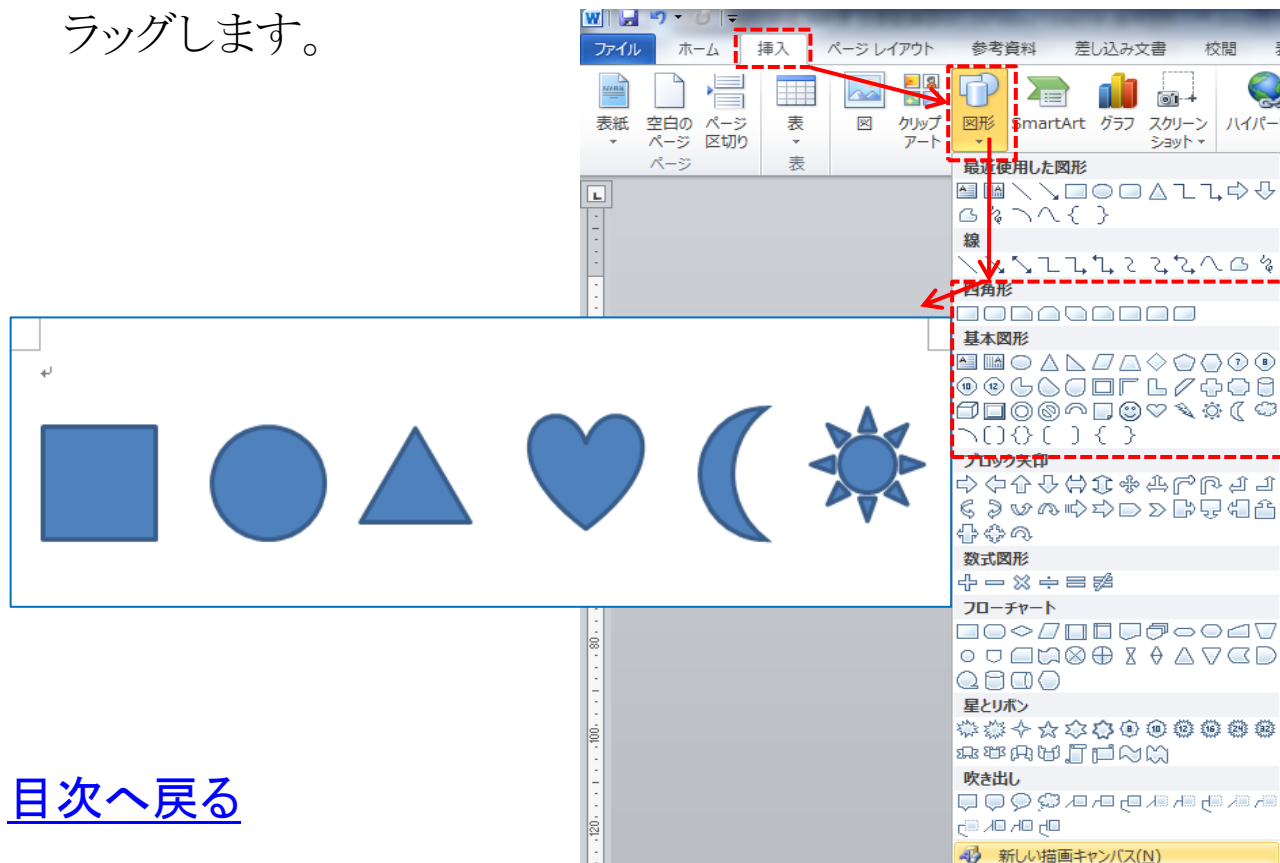 ラッグします。
W
ファイル ホーム 挿入 ページ レイアウト 参考資料 差し込み文書 校閲
表紙 空白の ページ ページ 区切り 表 図 クリップ アート 図形 SmartArt グラフ スクリーン ショット ハイパー
ページ 表
最近使用した図形
線
四角形
基本図形
ブロック矢印
数式図形
フローチャート
星とリボン
吹き出し
新しい描画キャンバス(N)
80
100
120
目次へ戻る